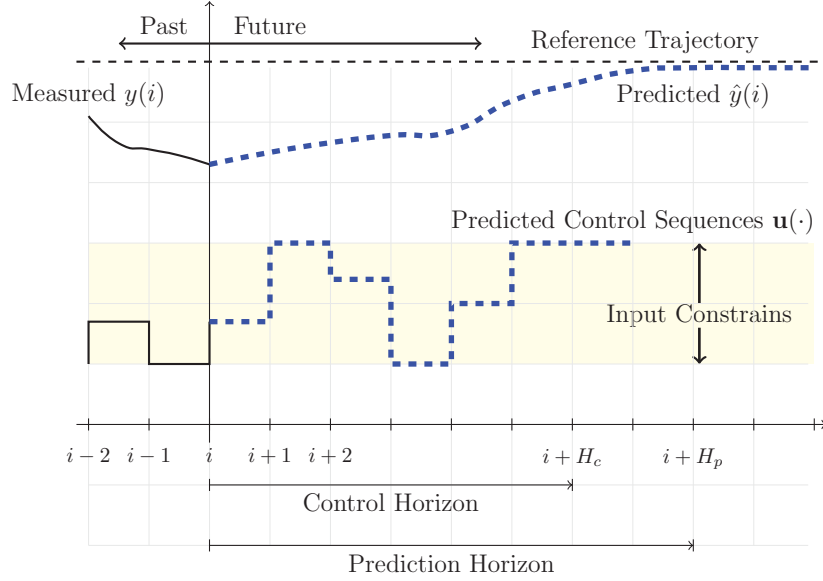 Past Future
Reference Trajectory
Measured y(i)
Predicted ŷ(i)
Predicted Control Sequences u(·)
Input Constrains
i − 2 i−1 i i+1 i+2 i + H_c i + H_p
Control Horizon
Prediction Horizon